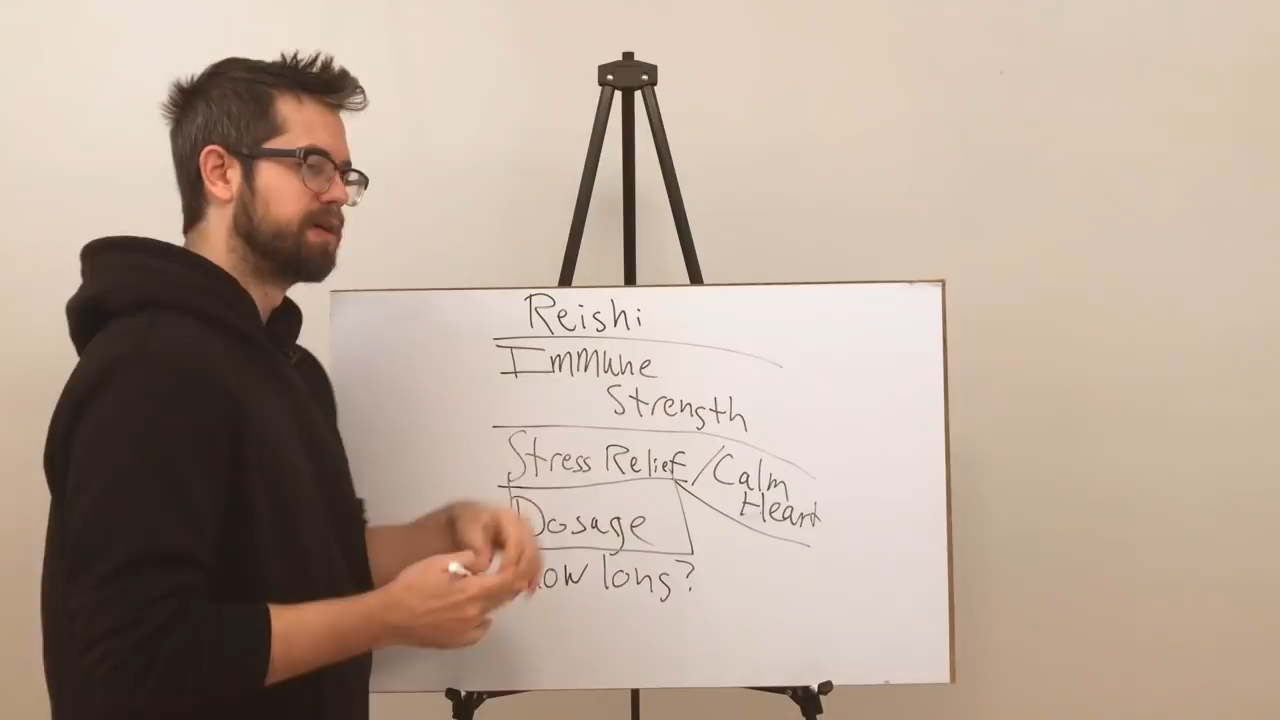 Reishi
Immune
Strength
Stress Relief / Calm
Heart
Dosage
How long?